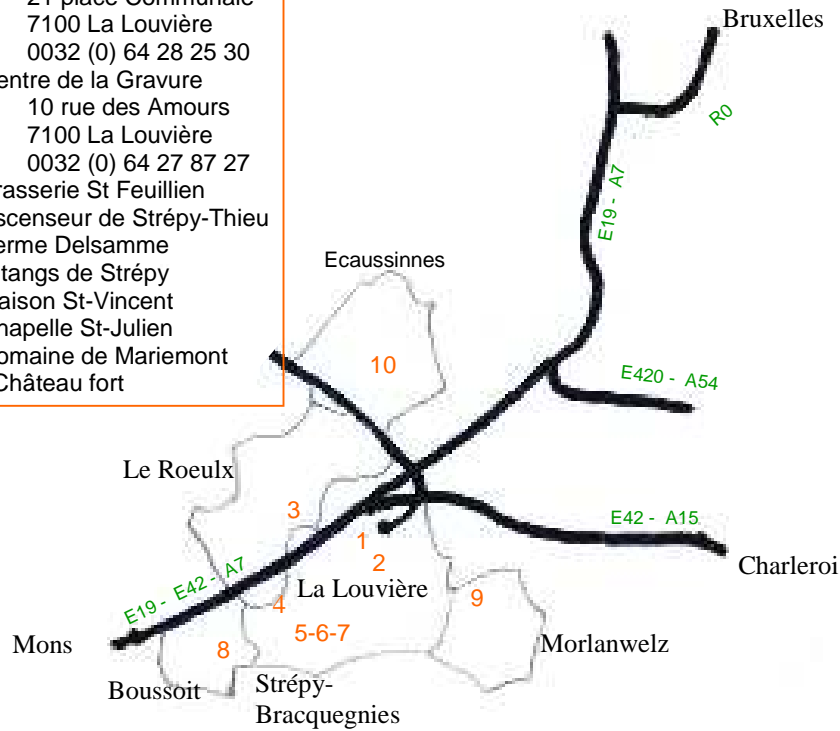 21 place Communale
7100 La Louvière
0032 (0) 64 28 25 30
entre de la Gravure
10 rue des Amours
7100 La Louvière
0032 (0) 64 27 87 27
rasserie St Feuillien
scenseur de Strépy-Thieu
erme Delsamme
tangs de Strépy
aison St-Vincent
hapelle St-Julien
omaine de Mariemont
Château fort
Bruxelles
R0
E19 - A7
Ecaussinnes
10
E420 - A54
Le Roeulx
3
E42 - A15
1
2
Charleroi
E19 - E42 - A7
La Louvière
9
4
5-6-7
Mons
8
Morlanwelz
Boussoit
Strépy-
Bracquegnies